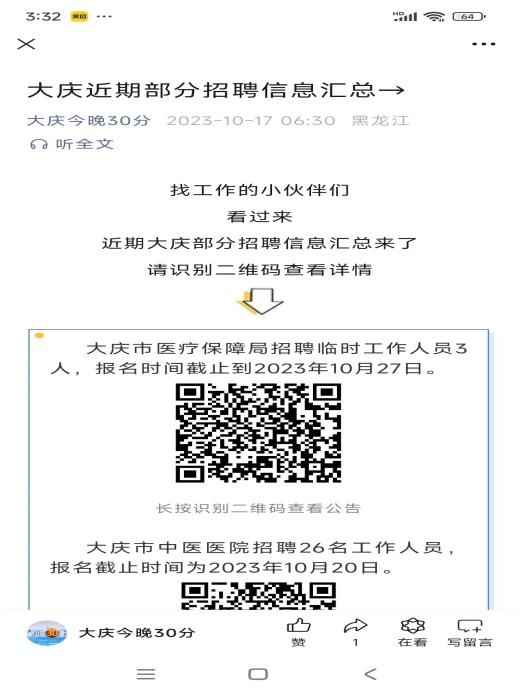 3:32
HD
64
大庆近期部分招聘信息汇总→
大庆今晚30分 2023-10-17 06:30 黑龙江
听全文
找工作的小伙伴们
看过来
近期大庆部分招聘信息汇总来了
请识别二维码查看详情
大庆市医疗保障局招聘临时工作人员3
人，报名时间截止到2023年10月27日。
长按识别二维码查看公告
大庆市中医医院招聘26名工作人员，
报名截止时间为2023年10月20日。
大庆今晚30分
赞
1
在看
写留言